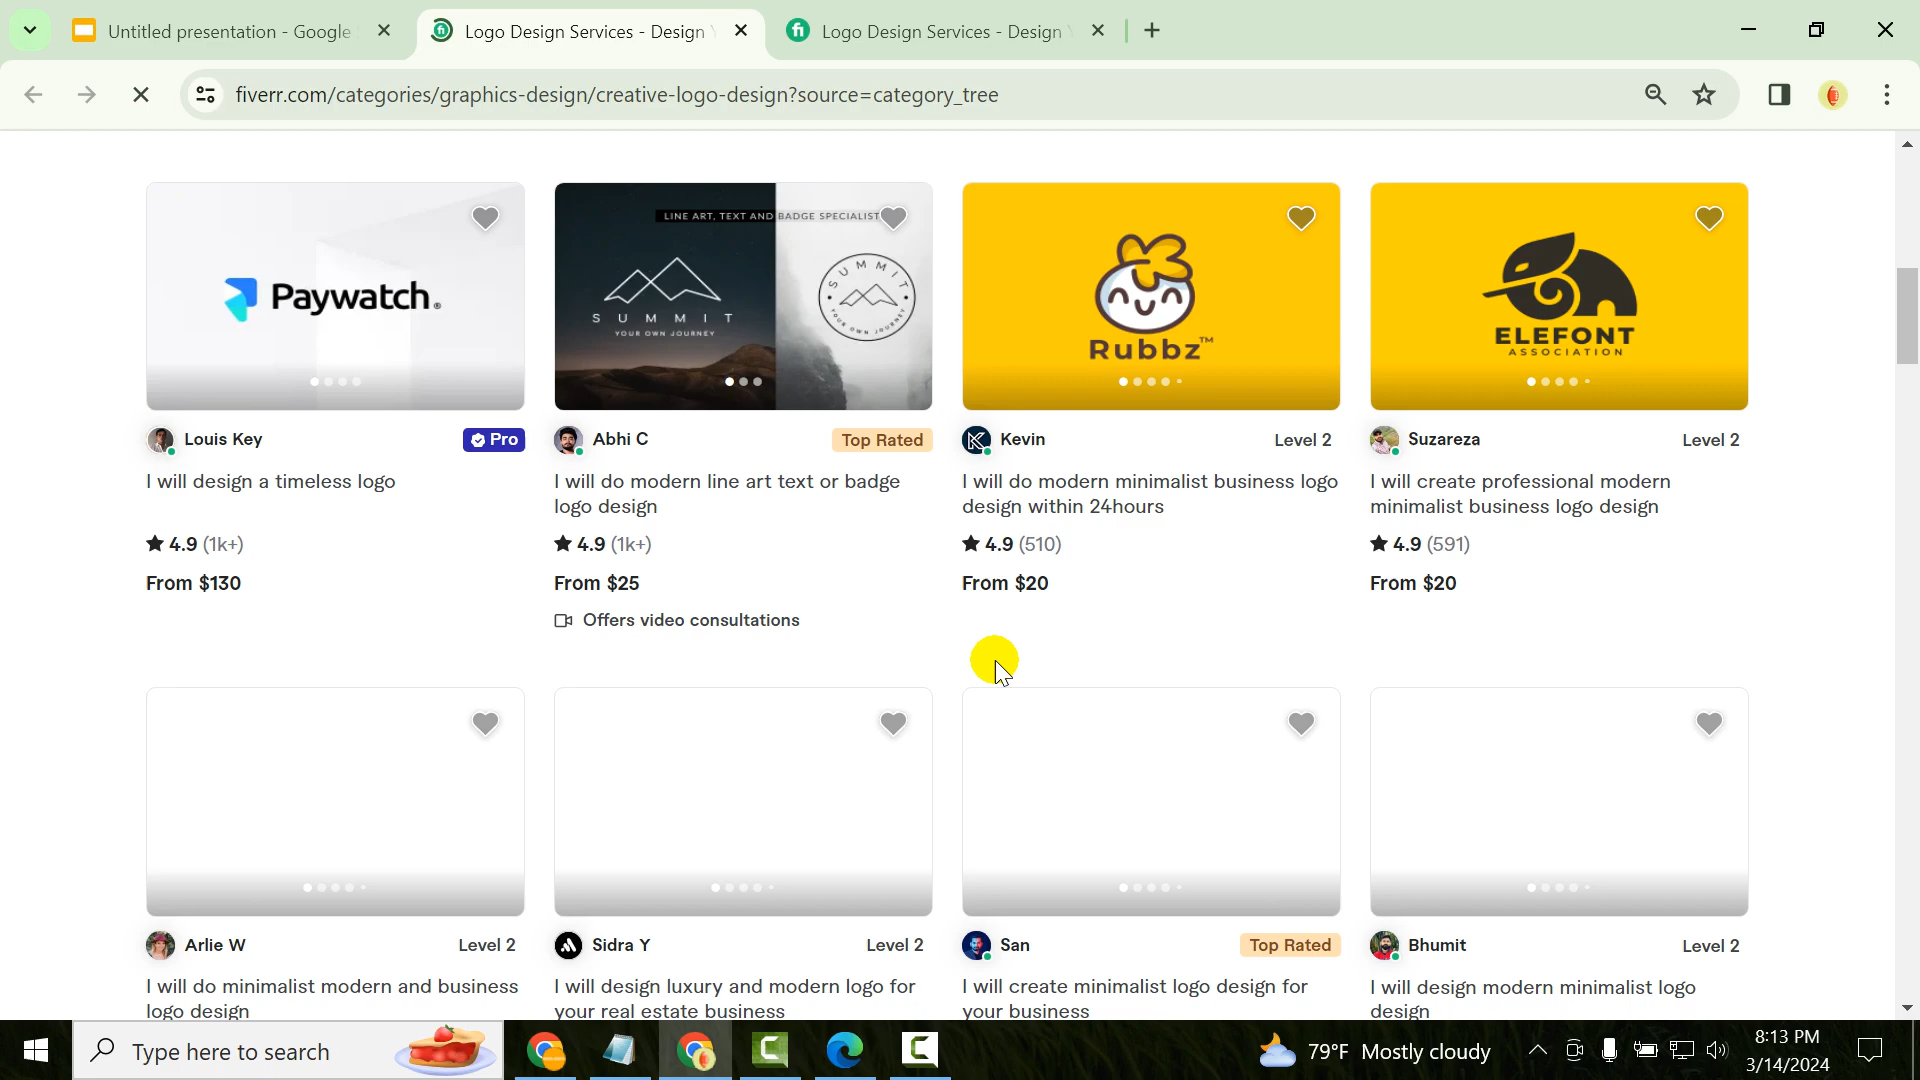 Untitled presentation - Google
Logo Design Services - Design
Logo Design Services - Design
fiverr.com/categories/graphics-design/creative-logo-design?source=category_tree
Paywatch
LINE ART, TEXT AND BADGE SPECIALIST
SUMMIT
YOUR OWN JOURNEY
SUMMIT
YOUR OWN JOURNEY
Rubbz™
ELEFONT
ASSOCIATION
Louis Key
Pro
Abhi C
Top Rated
Kevin
Level 2
Suzareza
Level 2
I will design a timeless logo
I will do modern line art text or badge
logo design
I will do modern minimalist business logo
design within 24hours
I will create professional modern
minimalist business logo design
4.9 (1k+)
4.9 (1k+)
4.9 (510)
4.9 (591)
From $130
From $25
From $20
From $20
Offers video consultations
Arlie W
Level 2
Sidra Y
Level 2
San
Top Rated
Bhumit
Level 2
I will do minimalist modern and business
logo design
I will design luxury and modern logo for
your real estate business
I will create minimalist logo design for
your business
I will design modern minimalist logo
design
Type here to search
79°F Mostly cloudy
8:13 PM
3/14/2024